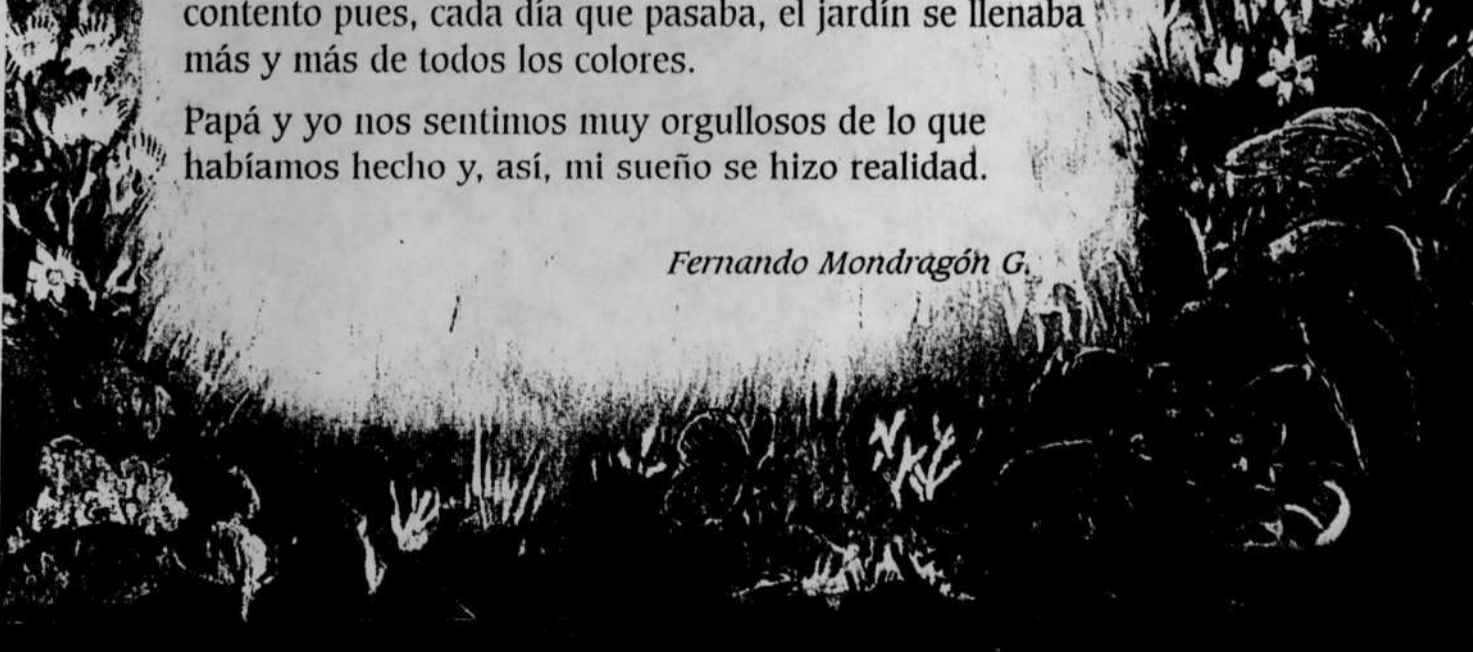 contento pues, cada día que pasaba, el jardín se llenaba
más y más de todos los colores.
Papá y yo nos sentimos muy orgullosos de lo que
habíamos hecho y, así, mi sueño se hizo realidad.
Fernando Mondragón G.